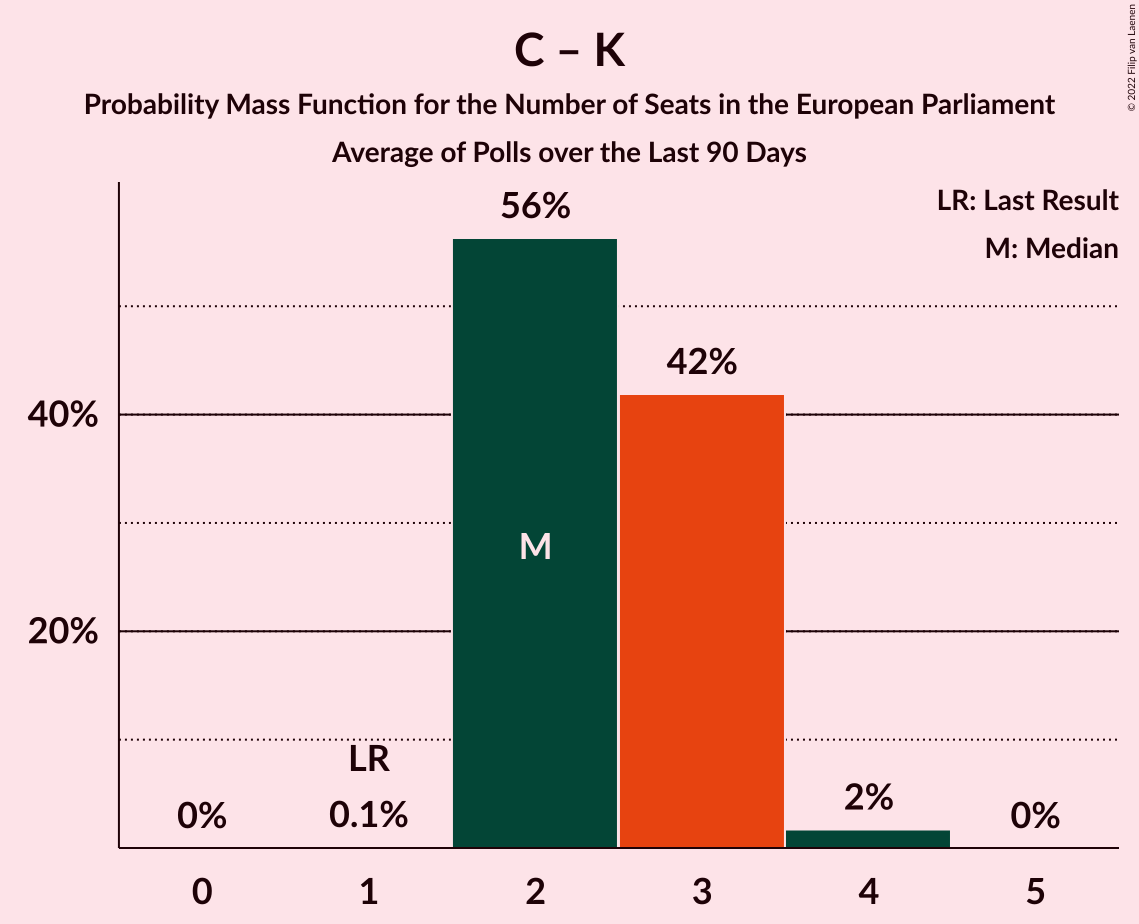 C – K
Probability Mass Function for the Number of Seats in the European Parliament
Average of Polls over the Last 90 Days
© 2022 Filip van Laenen
LR: Last Result
M: Median
56%
42%
40%
M
20%
LR
0%
0.1%
2%
0%
0 1 2 3 4 5